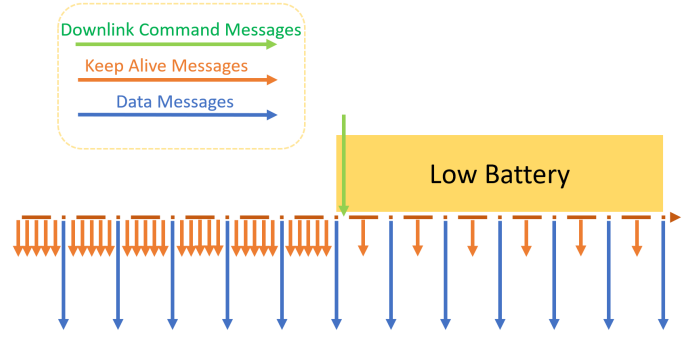 Downlink Command Messages
Keep Alive Messages
Data Messages
Low Battery